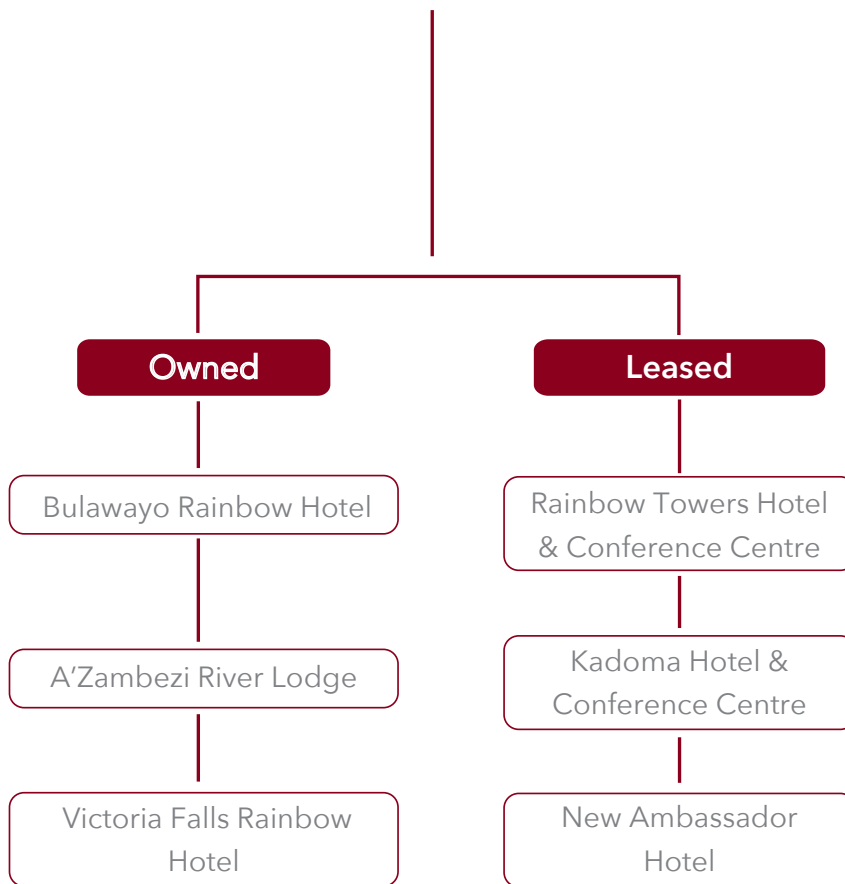 Owned
Bulawayo Rainbow Hotel
A’Zambezi River Lodge
Victoria Falls Rainbow
Hotel
Leased
Rainbow Towers Hotel
& Conference Centre
Kadoma Hotel &
Conference Centre
New Ambassador
Hotel